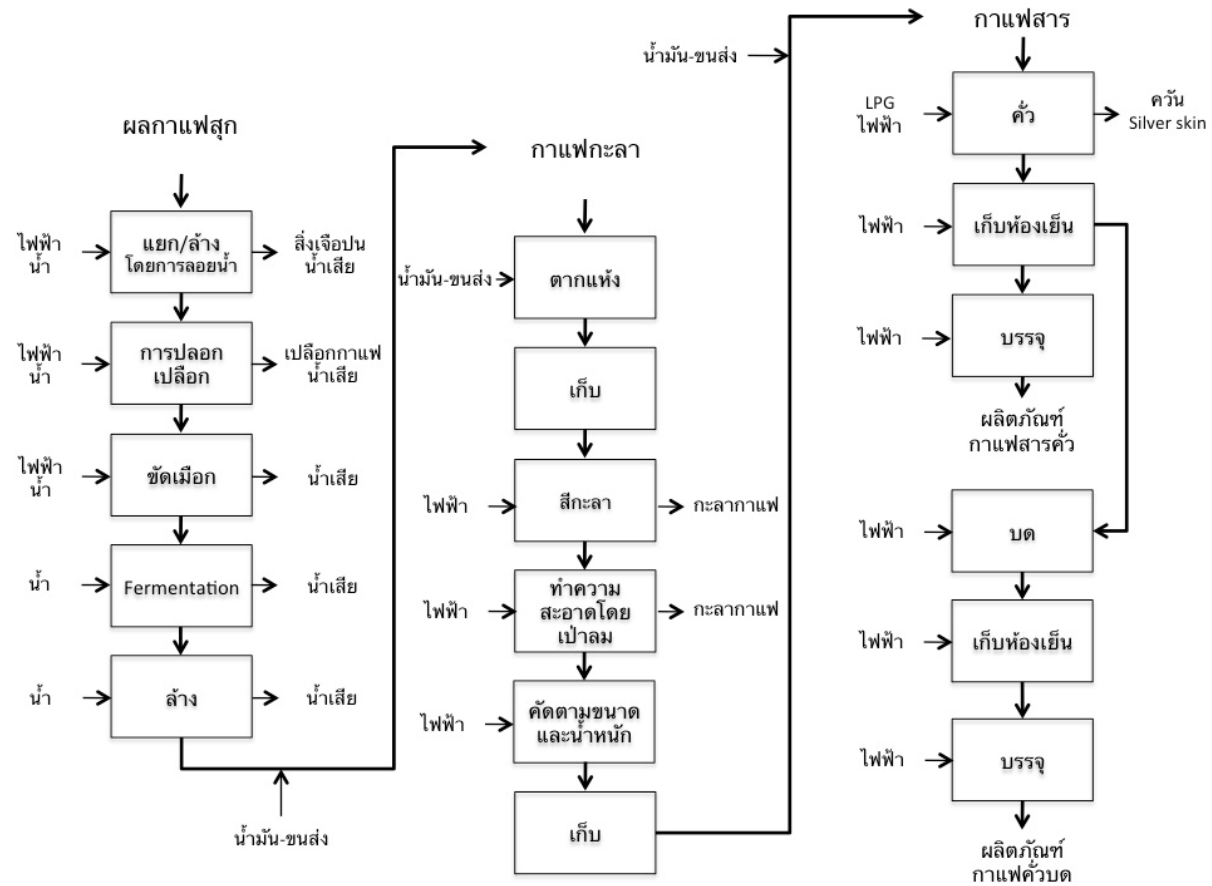 ผลกาแฟสุก
ไฟฟ้า
น้ำ
แยก/ล้าง
โดยการลอยน้ำ
สิ่งเจือปน
น้ำเสีย
ไฟฟ้า
น้ำ
การปลอก
เปลือก
เปลือกกาแฟ
น้ำเสีย
ไฟฟ้า
น้ำ
ขัดเมือก
น้ำเสีย
น้ำ
Fermentation
น้ำเสีย
น้ำ
ล้าง
น้ำเสีย
น้ำมัน-ขนส่ง
กาแฟกะลา
น้ำมัน-ขนส่ง
ตากแห้ง
เก็บ
ไฟฟ้า
สีกะลา
กะลากาแฟ
ไฟฟ้า
ทำความ
สะอาดโดย
เป่าลม
กะลากาแฟ
ไฟฟ้า
คัดตามขนาด
และน้ำหนัก
เก็บ
น้ำมัน-ขนส่ง
กาแฟสาร
LPG
ไฟฟ้า
คั่ว
ควัน
Silver skin
ไฟฟ้า
เก็บห้องเย็น
ไฟฟ้า
บรรจุ
ผลิตภัณฑ์
กาแฟสารคั่ว
ไฟฟ้า
บด
ไฟฟ้า
เก็บห้องเย็น
ไฟฟ้า
บรรจุ
ผลิตภัณฑ์
กาแฟคั่วบด